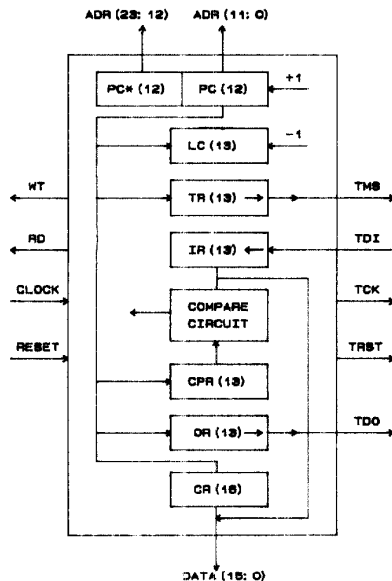 ADR(23: 12) ADR(11: 0)
PC*(12) PC(12) +1
LC(13) -1
WT TR(13) TMS
RD IR(13) TDI
CLOCK COMPARE CIRCUIT TCK
RESET TRST
CPR(13)
OR(13) TDO
CR(16)
DATA(15: 0)